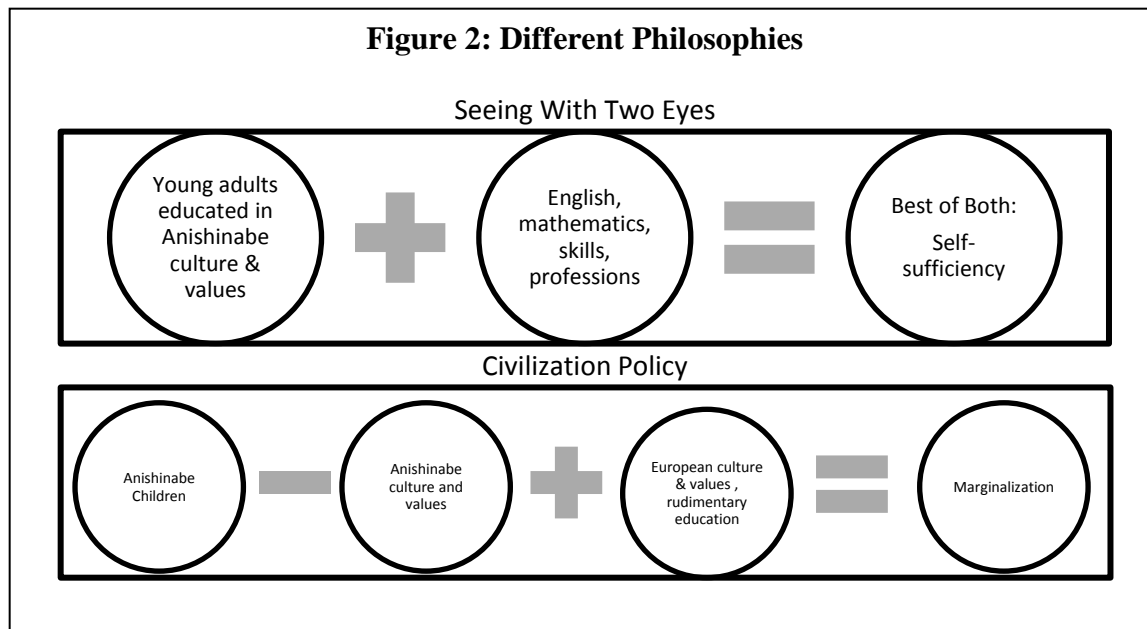 Figure 2: Different Philosophies
Seeing With Two Eyes
Young adults
educated in
Anishinabe
culture &
values
English,
mathematics,
skills,
professions
Best of Both:
Self-
sufficiency
Civilization Policy
Anishinabe
Children
Anishinabe
culture and
values
European culture
& values ,
rudimentary
education
Marginalization